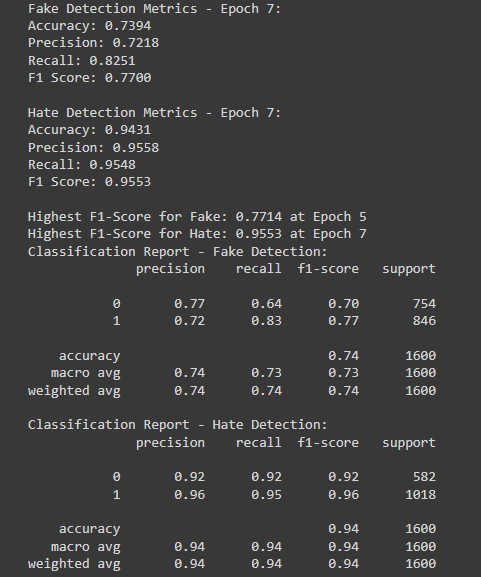 Fake Detection Metrics - Epoch 7:
Accuracy: 0.7394
Precision: 0.7218
Recall: 0.8251
F1 Score: 0.7700

Hate Detection Metrics - Epoch 7:
Accuracy: 0.9431
Precision: 0.9558
Recall: 0.9548
F1 Score: 0.9553

Highest F1-Score for Fake: 0.7714 at Epoch 5
Highest F1-Score for Hate: 0.9553 at Epoch 7
Classification Report - Fake Detection:
              precision    recall  f1-score   support

           0       0.77      0.64      0.70       754
           1       0.72      0.83      0.77       846

    accuracy                           0.74      1600
   macro avg       0.74      0.73      0.73      1600
weighted avg       0.74      0.74      0.74      1600

Classification Report - Hate Detection:
              precision    recall  f1-score   support

           0       0.92      0.92      0.92       582
           1       0.96      0.95      0.96      1018

    accuracy                           0.94      1600
   macro avg       0.94      0.94      0.94      1600
weighted avg       0.94      0.94      0.94      1600